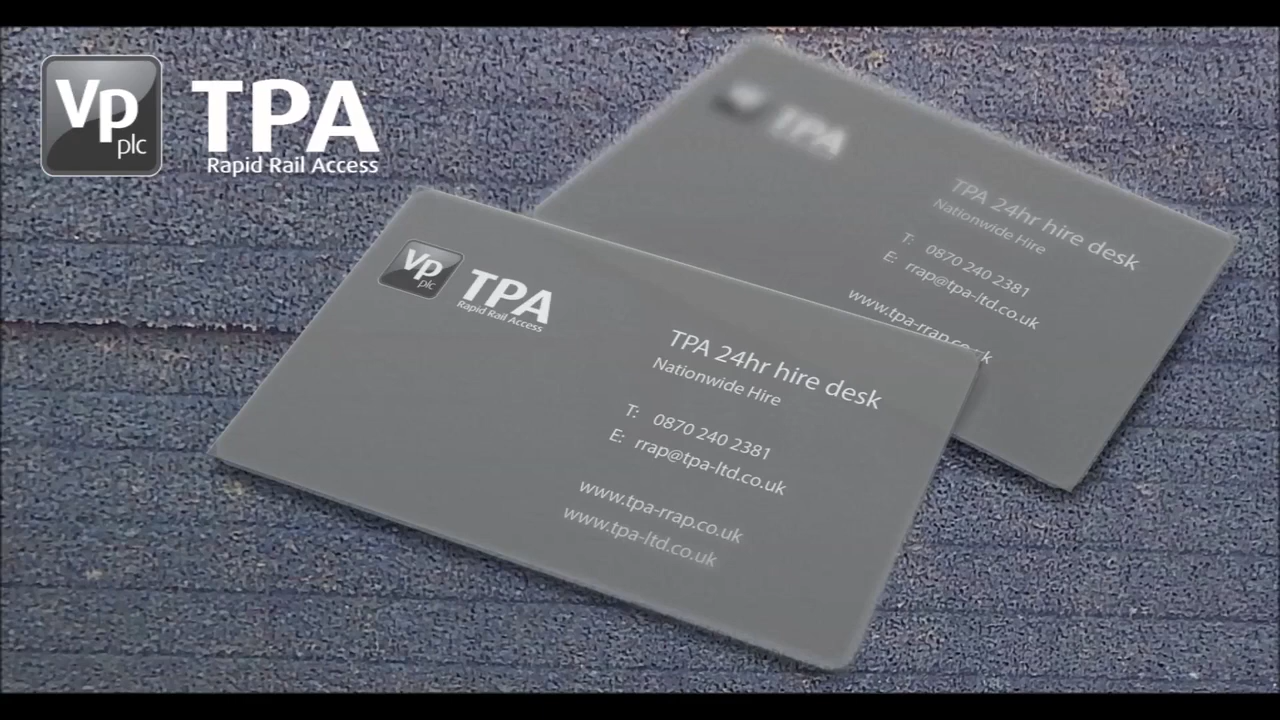 Vp
plc
TPA
Rapid Rail Access
TPA
TPA 24hr hire desk
Nationwide Hire
T: 0870 240 2381
E: rrap@tpa-ltd.co.uk
www.tpa-rrap.co.uk
Vp
plc
TPA
Rapid Rail Access
TPA 24hr hire desk
Nationwide Hire
T: 0870 240 2381
E: rrap@tpa-ltd.co.uk
www.tpa-rrap.co.uk
www.tpa-ltd.co.uk